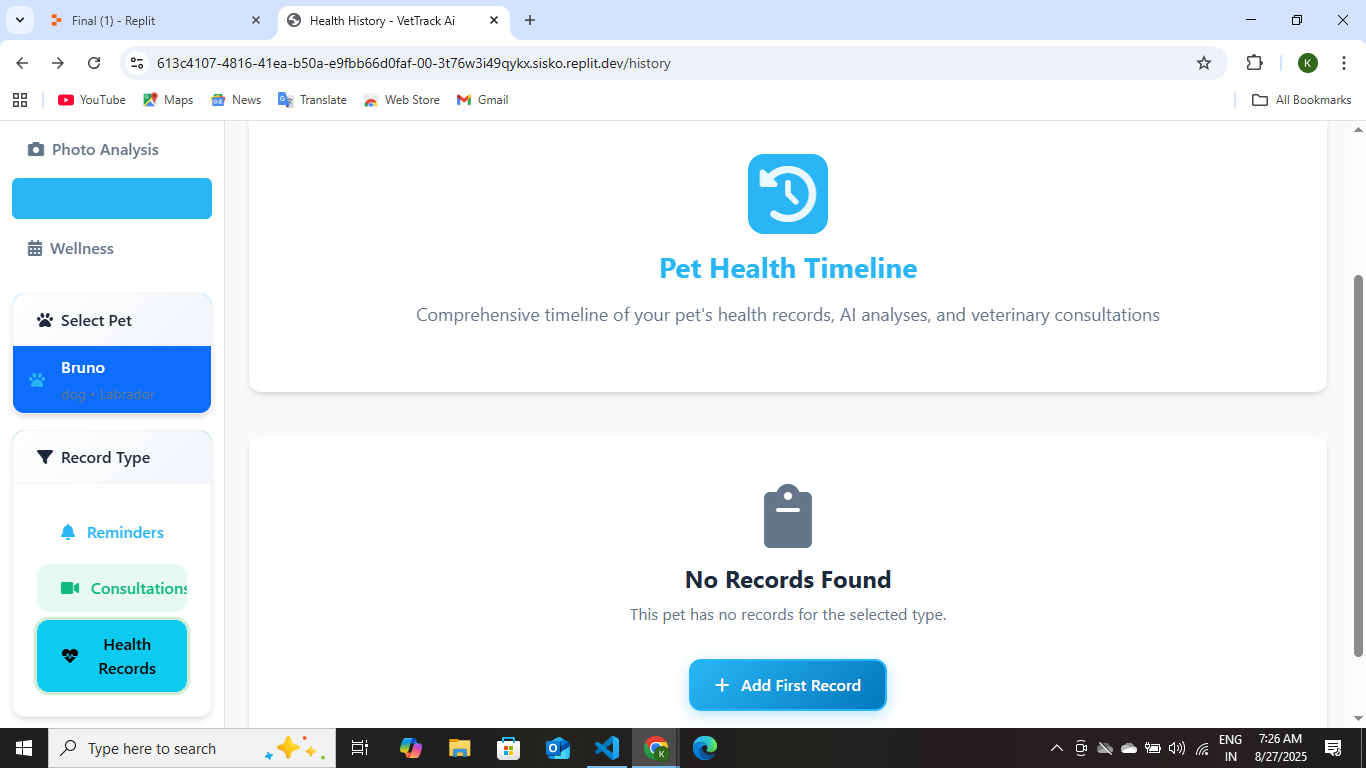 Final (1) - Replit
Health History - VetTrack Ai
613c4107-4816-41ea-b50a-e9fbb66d0faf-00-3t76w3i49qykx.sisko.replit.dev/history
K
YouTube
Maps
News
Translate
Web Store
Gmail
All Bookmarks
Photo Analysis
Wellness
Select Pet
Bruno
dog • Labrador
Record Type
Reminders
Consultations
Health
Records
Pet Health Timeline
Comprehensive timeline of your pet's health records, AI analyses, and veterinary consultations
No Records Found
This pet has no records for the selected type.
+ Add First Record
Type here to search
ENG
IN
7:26 AM
8/27/2025